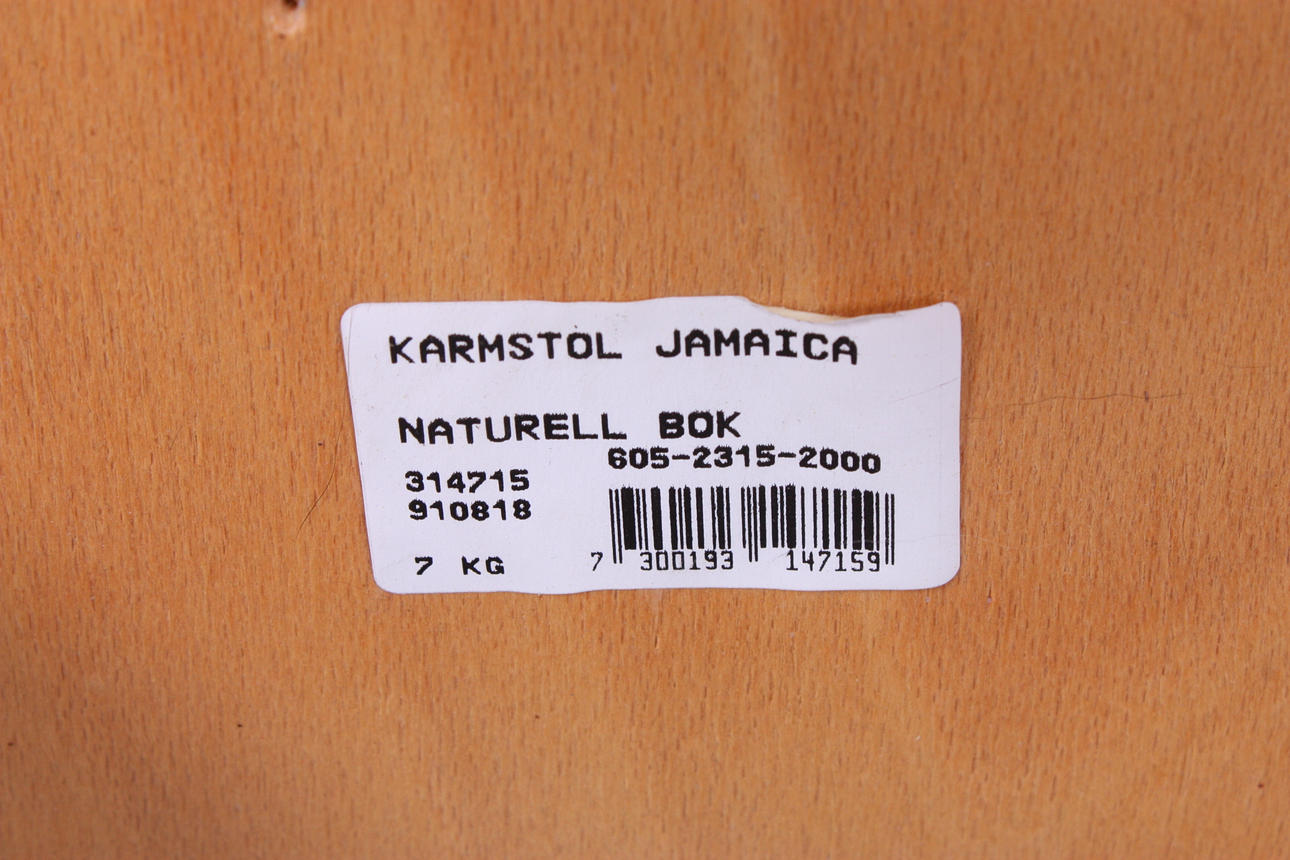 KARMSTOL JAMAICA
NATURELL BOK
605-2315-2000
314715
910818
7 KG
7 300193 147159